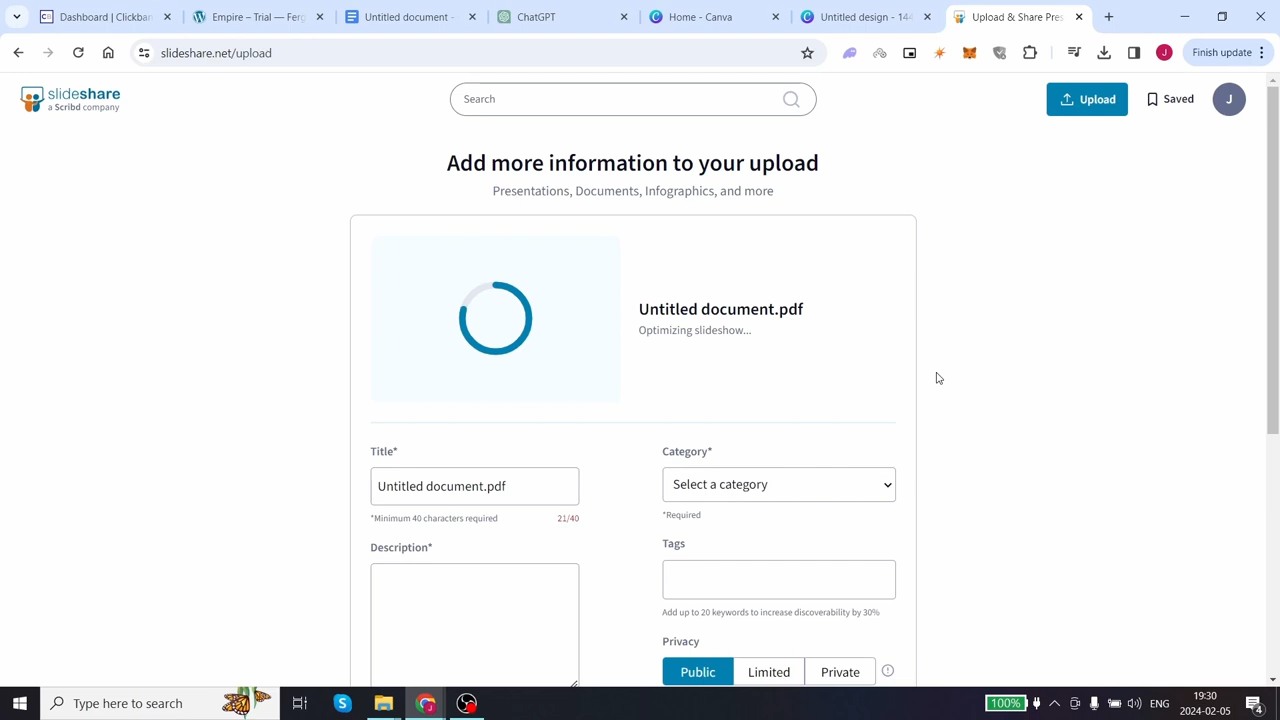 Dashboard | Clickban
Empire – Trial — Ferg
Untitled document -
ChatGPT
Home - Canva
Untitled design - 144
Upload & Share Pres
slideshare.net/upload
Finish update
slideshare
a Scribd company
Search
Upload
Saved
J
Add more information to your upload
Presentations, Documents, Infographics, and more
Untitled document.pdf
Optimizing slideshow...
Title*
Untitled document.pdf
*Minimum 40 characters required
21/40
Description*
Category*
Select a category
*Required
Tags
Add up to 20 keywords to increase discoverability by 30%
Privacy
Public
Limited
Private
Type here to search
100%
ENG
19:30
2024-02-05
4